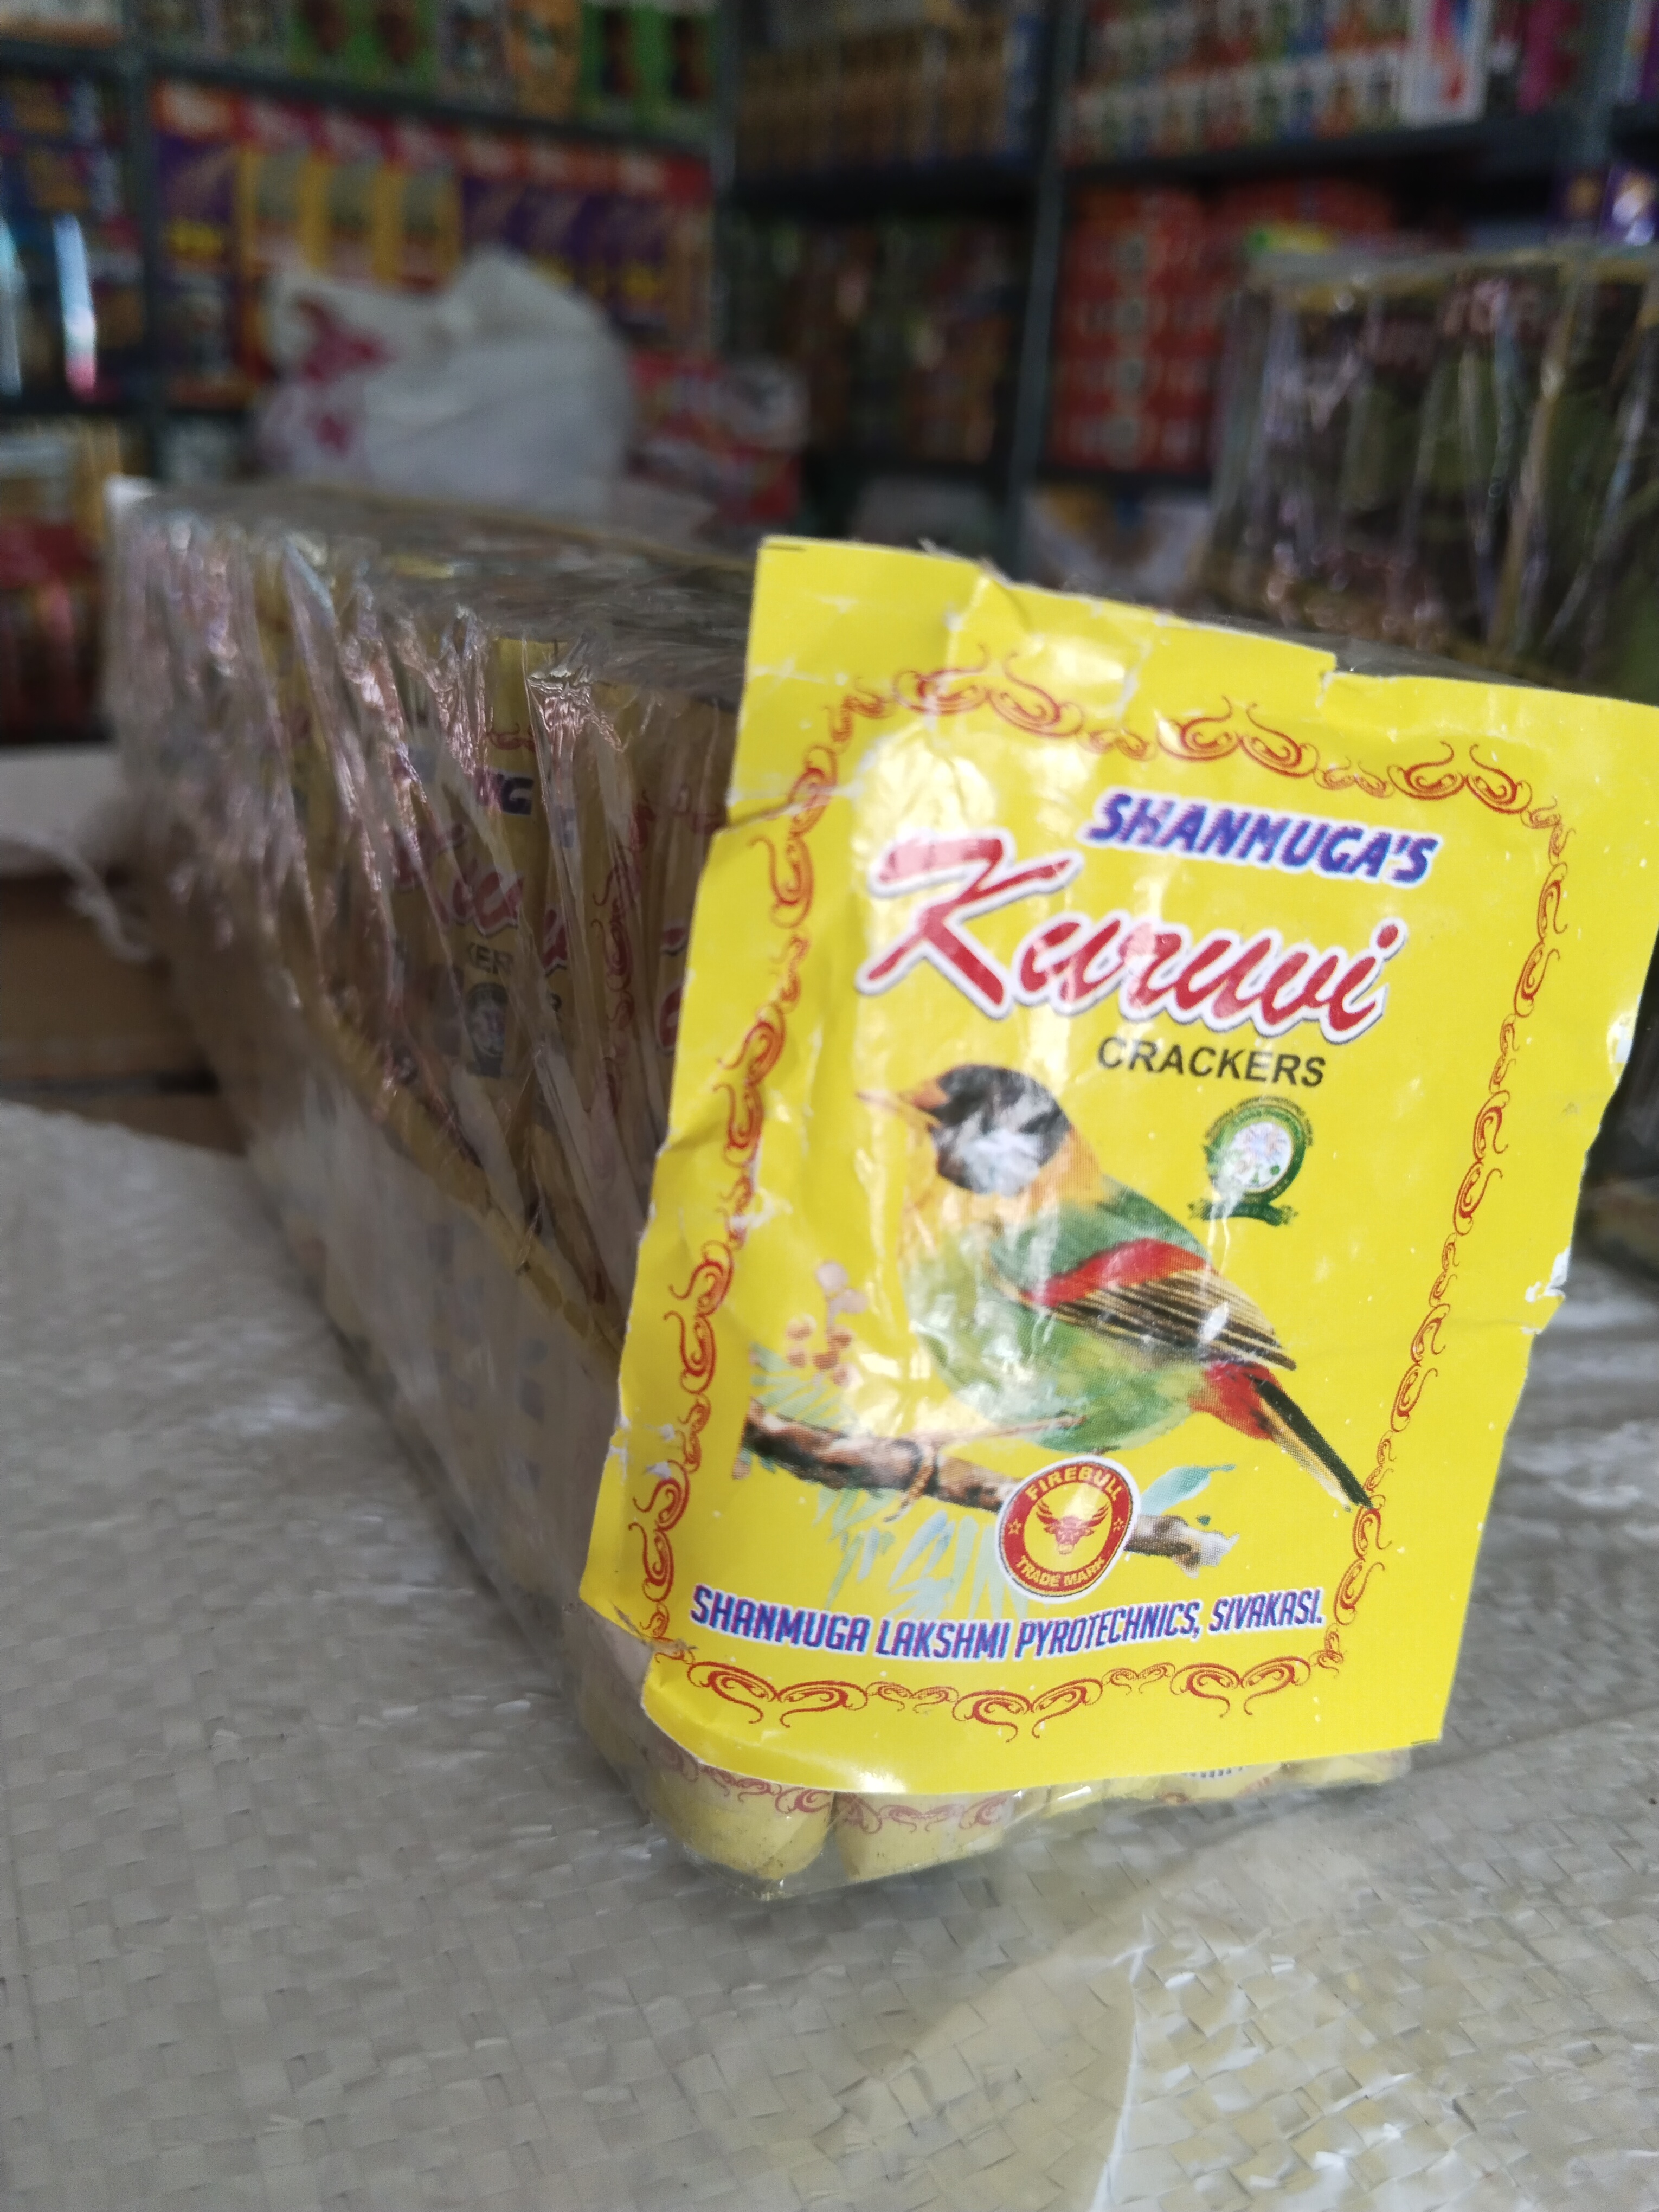 SHANMUGA'S
Kuruvi
CRACKERS
FIREBULL
TRADE MARK
SHANMUGA LAKSHMI PYROTECHNICS, SIVAKASI.